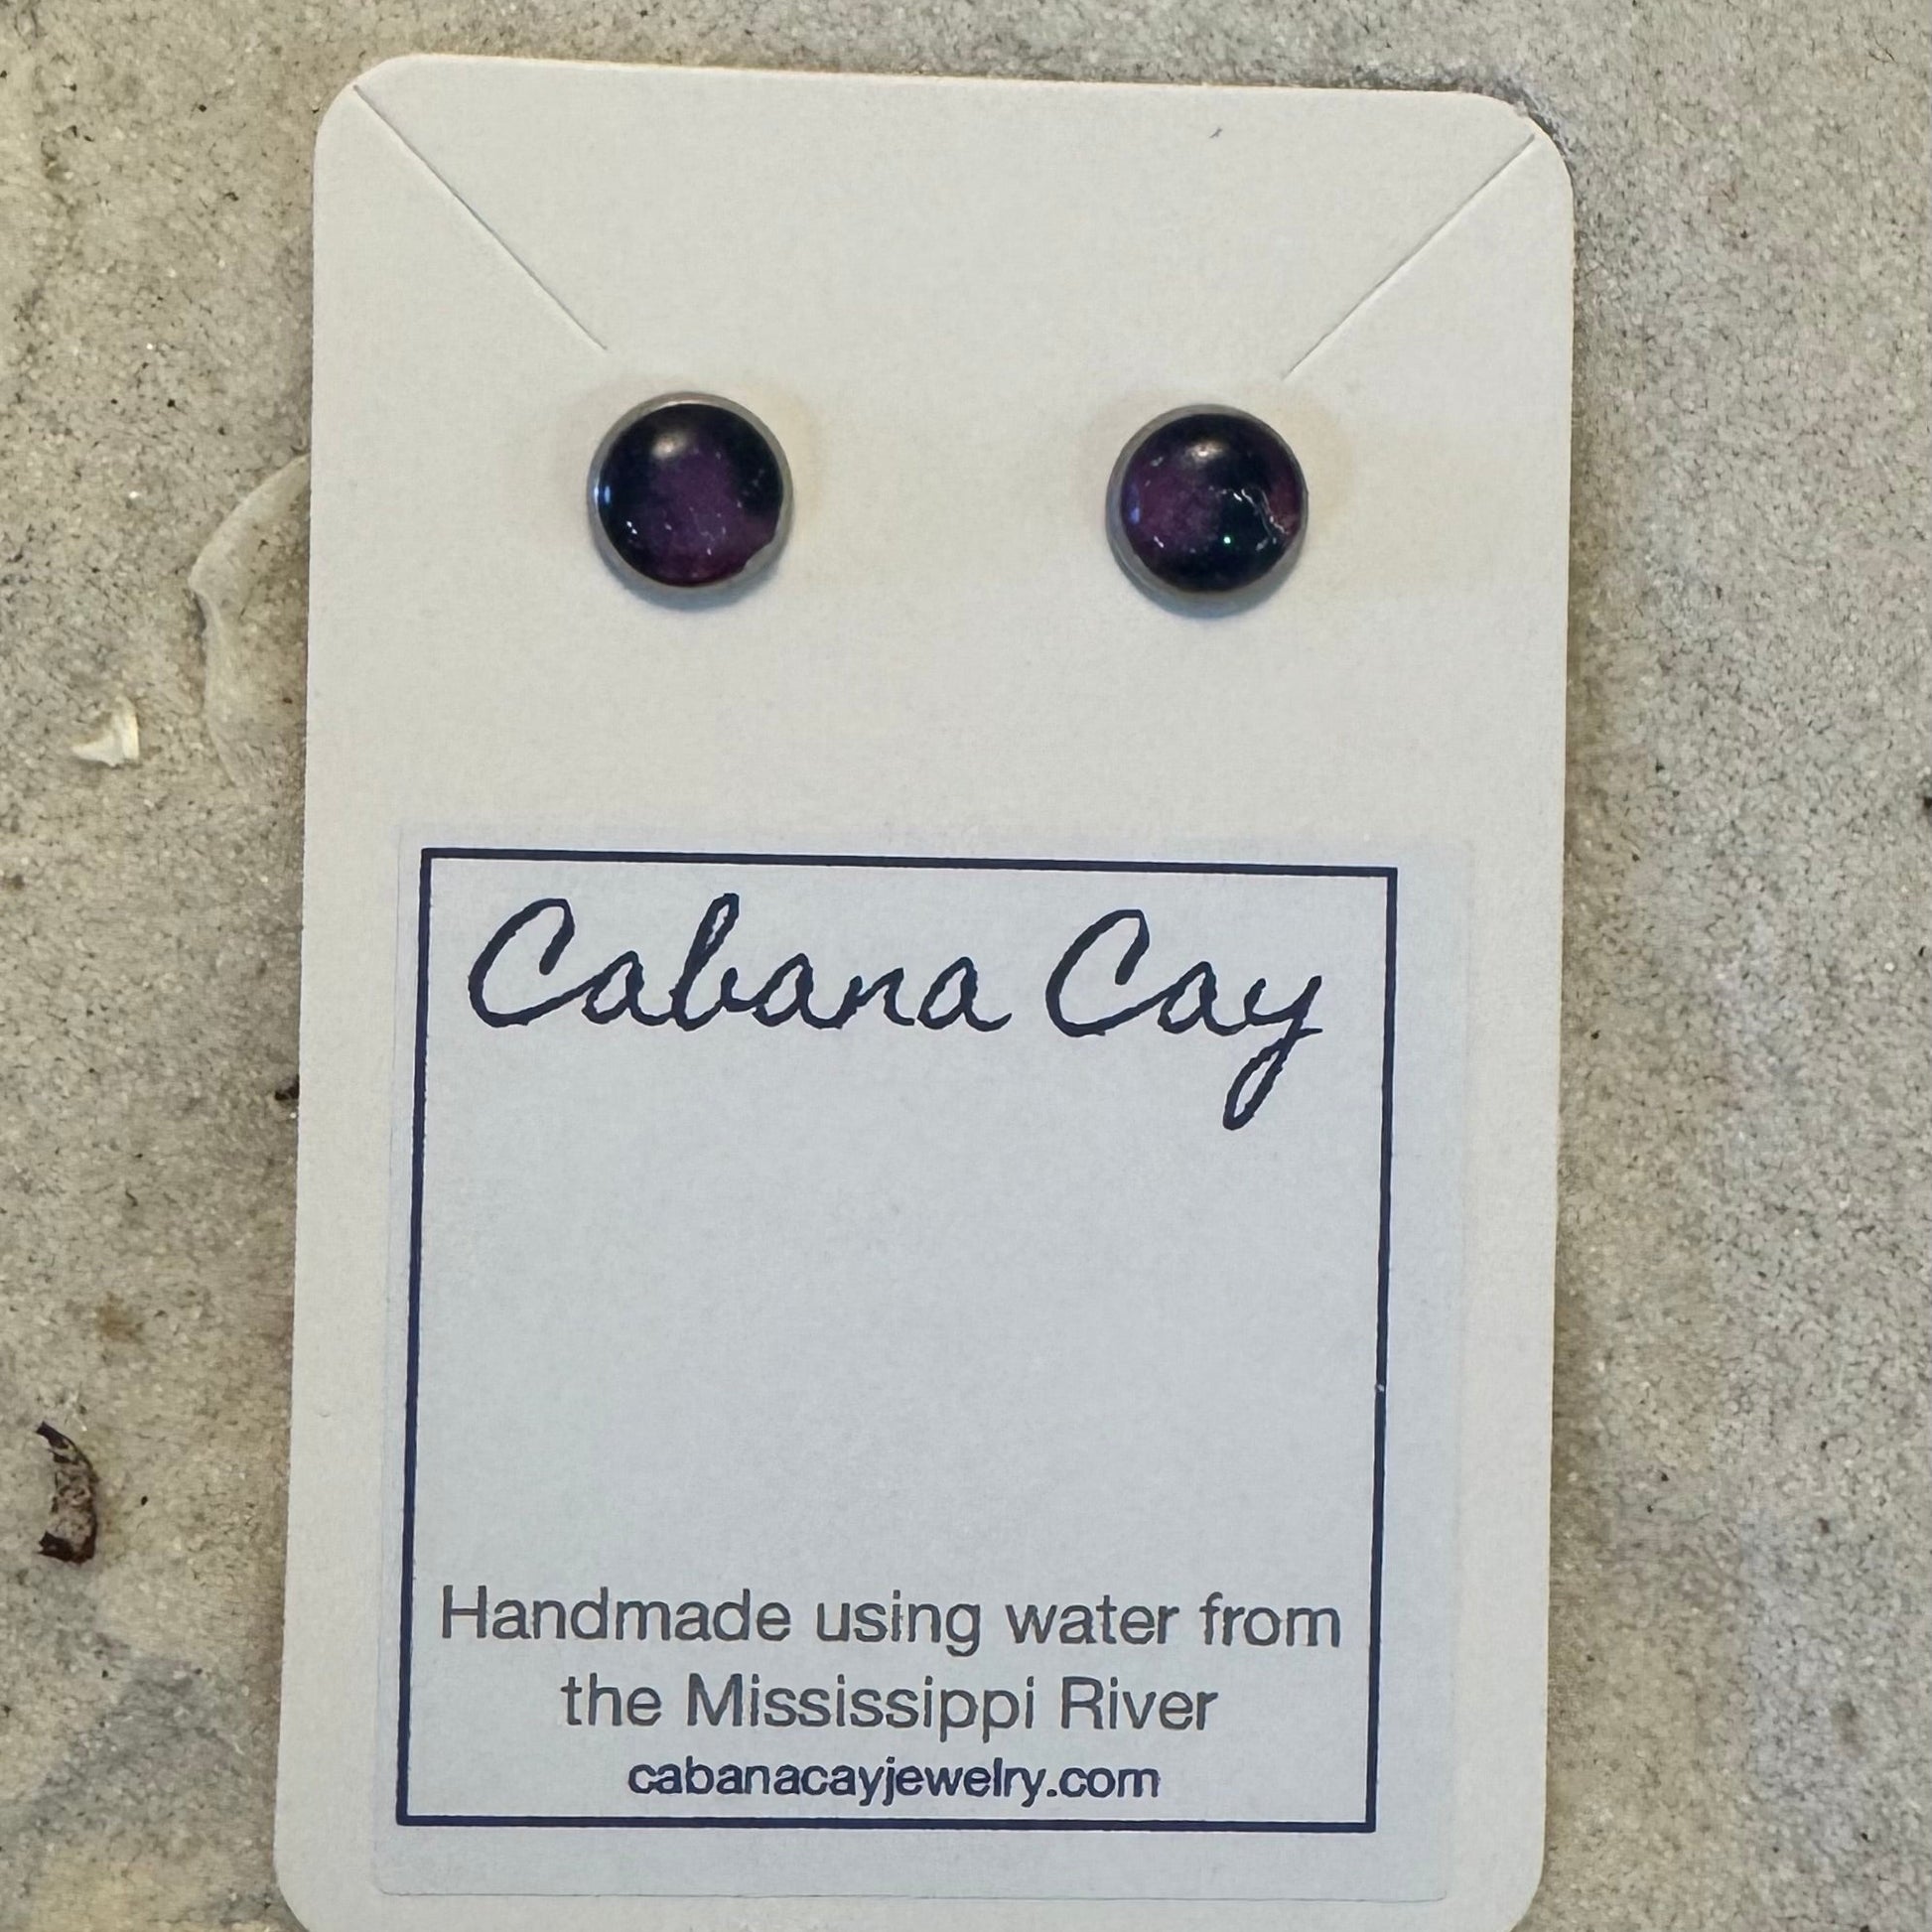 Cabana Cay
Handmade using water from
the Mississippi River
cabanacayjewelry.com